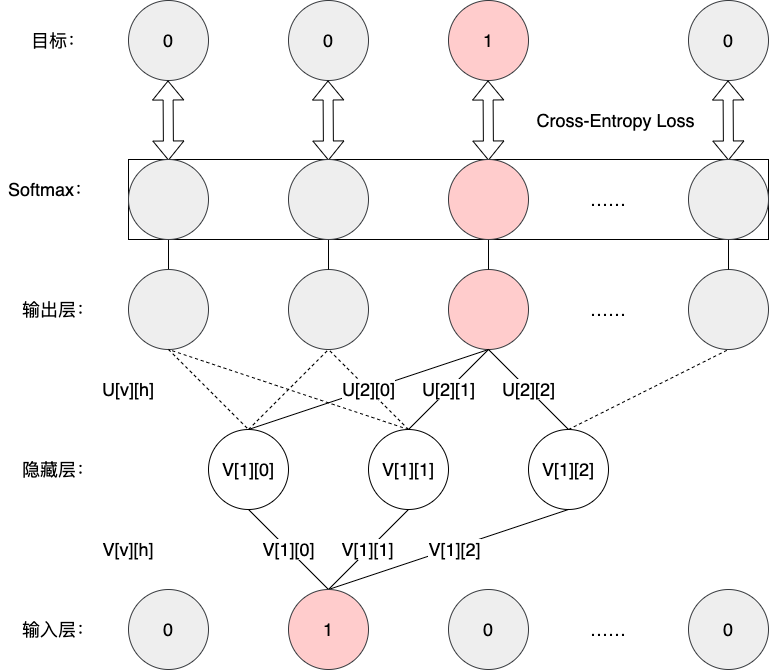 目标： 0 0 1 0
Cross-Entropy Loss
Softmax： ......
输出层： ......
U[v][h] U[2][0] U[2][1] U[2][2]
隐藏层： V[1][0] V[1][1] V[1][2]
V[v][h] V[1][0] V[1][1] V[1][2]
输入层： 0 1 0 ...... 0